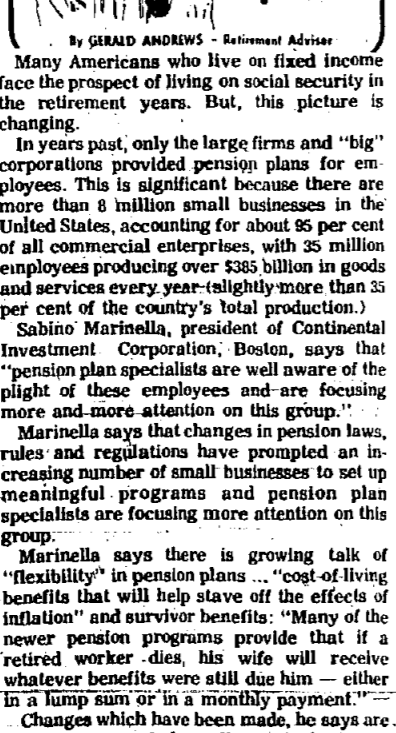 By GERALD ANDREWS - Retirement Adviser
Many Americans who live on fixed income
face the prospect of living on social security in
the retirement years. But, this picture is
changing.
In years past, only the large firms and "big"
corporations provided pension plans for em-
ployees. This is significant because there are
more than 8 million small businesses in the
United States, accounting for about 95 per cent
of all commercial enterprises, with 35 million
employees producing over $385 billion in goods
and services every year (slightly more than 35
per cent of the country's total production.)
Sabino Marinella, president of Continental
Investment Corporation, Boston, says that
"pension plan specialists are well aware of the
plight of these employees and are focusing
more and more attention on this group."
Marinella says that changes in pension laws,
rules and regulations have prompted an in-
creasing number of small businesses to set up
meaningful programs and pension plan
specialists are focusing more attention on this
group.
Marinella says there is growing talk of
"flexibility" in pension plans ... "cost-of-living
benefits that will help stave off the effects of
inflation" and survivor benefits: "Many of the
newer pension programs provide that if a
retired worker dies, his wife will receive
whatever benefits were still due him — either
in a lump sum or in a monthly payment."
Changes which have been made, he says are